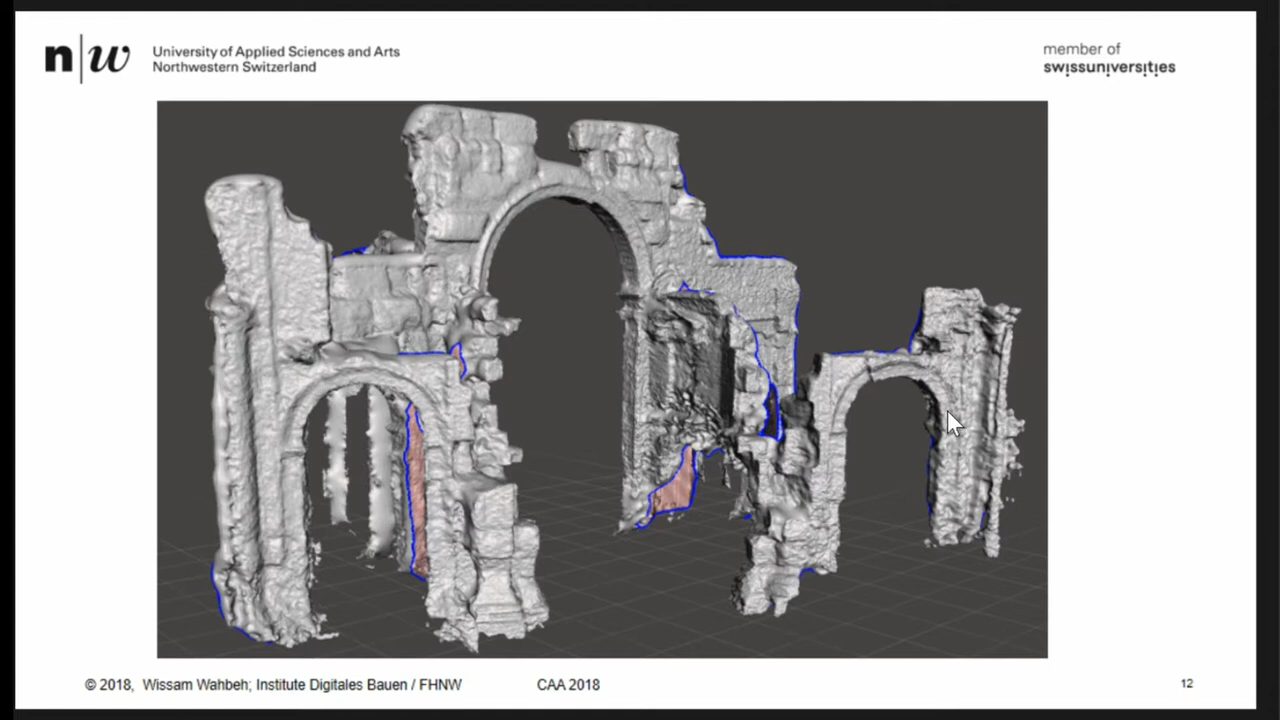 n|w University of Applied Sciences and Arts
Northwestern Switzerland
member of
swissuniversities
© 2018, Wissam Wahbeh; Institute Digitales Bauen / FHNW CAA 2018 12